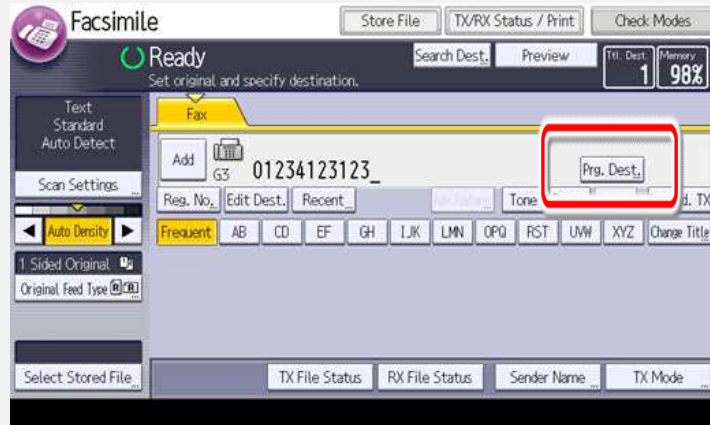 Facsimile
Store File
TX/RX Status / Print
Check Modes
Ready
Set original and specify destination.
Search Dest.
Preview
Ttl. Dest.
1
Memory
98%
Text
Standard
Auto Detect
Scan Settings
Auto Density
1 Sided Original
Original Feed Type
Select Stored File
Fax
Add
G3
01234123123_
Prg. Dest.
Reg. No.
Edit Dest.
Recent
Tone
d. TX
Frequent
AB
CD
EF
GH
IJK
LMN
OPQ
RST
UVW
XYZ
Change Title
TX File Status
RX File Status
Sender Name
TX Mode